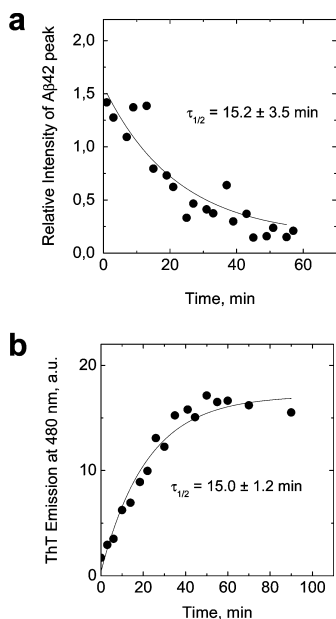 a
Relative Intensity of Aβ42 peak
2,0
1,5
1,0
0,5
0,0
τ1/2 = 15.2 ± 3.5 min
0 20 40 60
Time, min
b
ThT Emission at 480 nm, a.u.
20
10
0
τ1/2 = 15.0 ± 1.2 min
0 20 40 60 80 100
Time, min